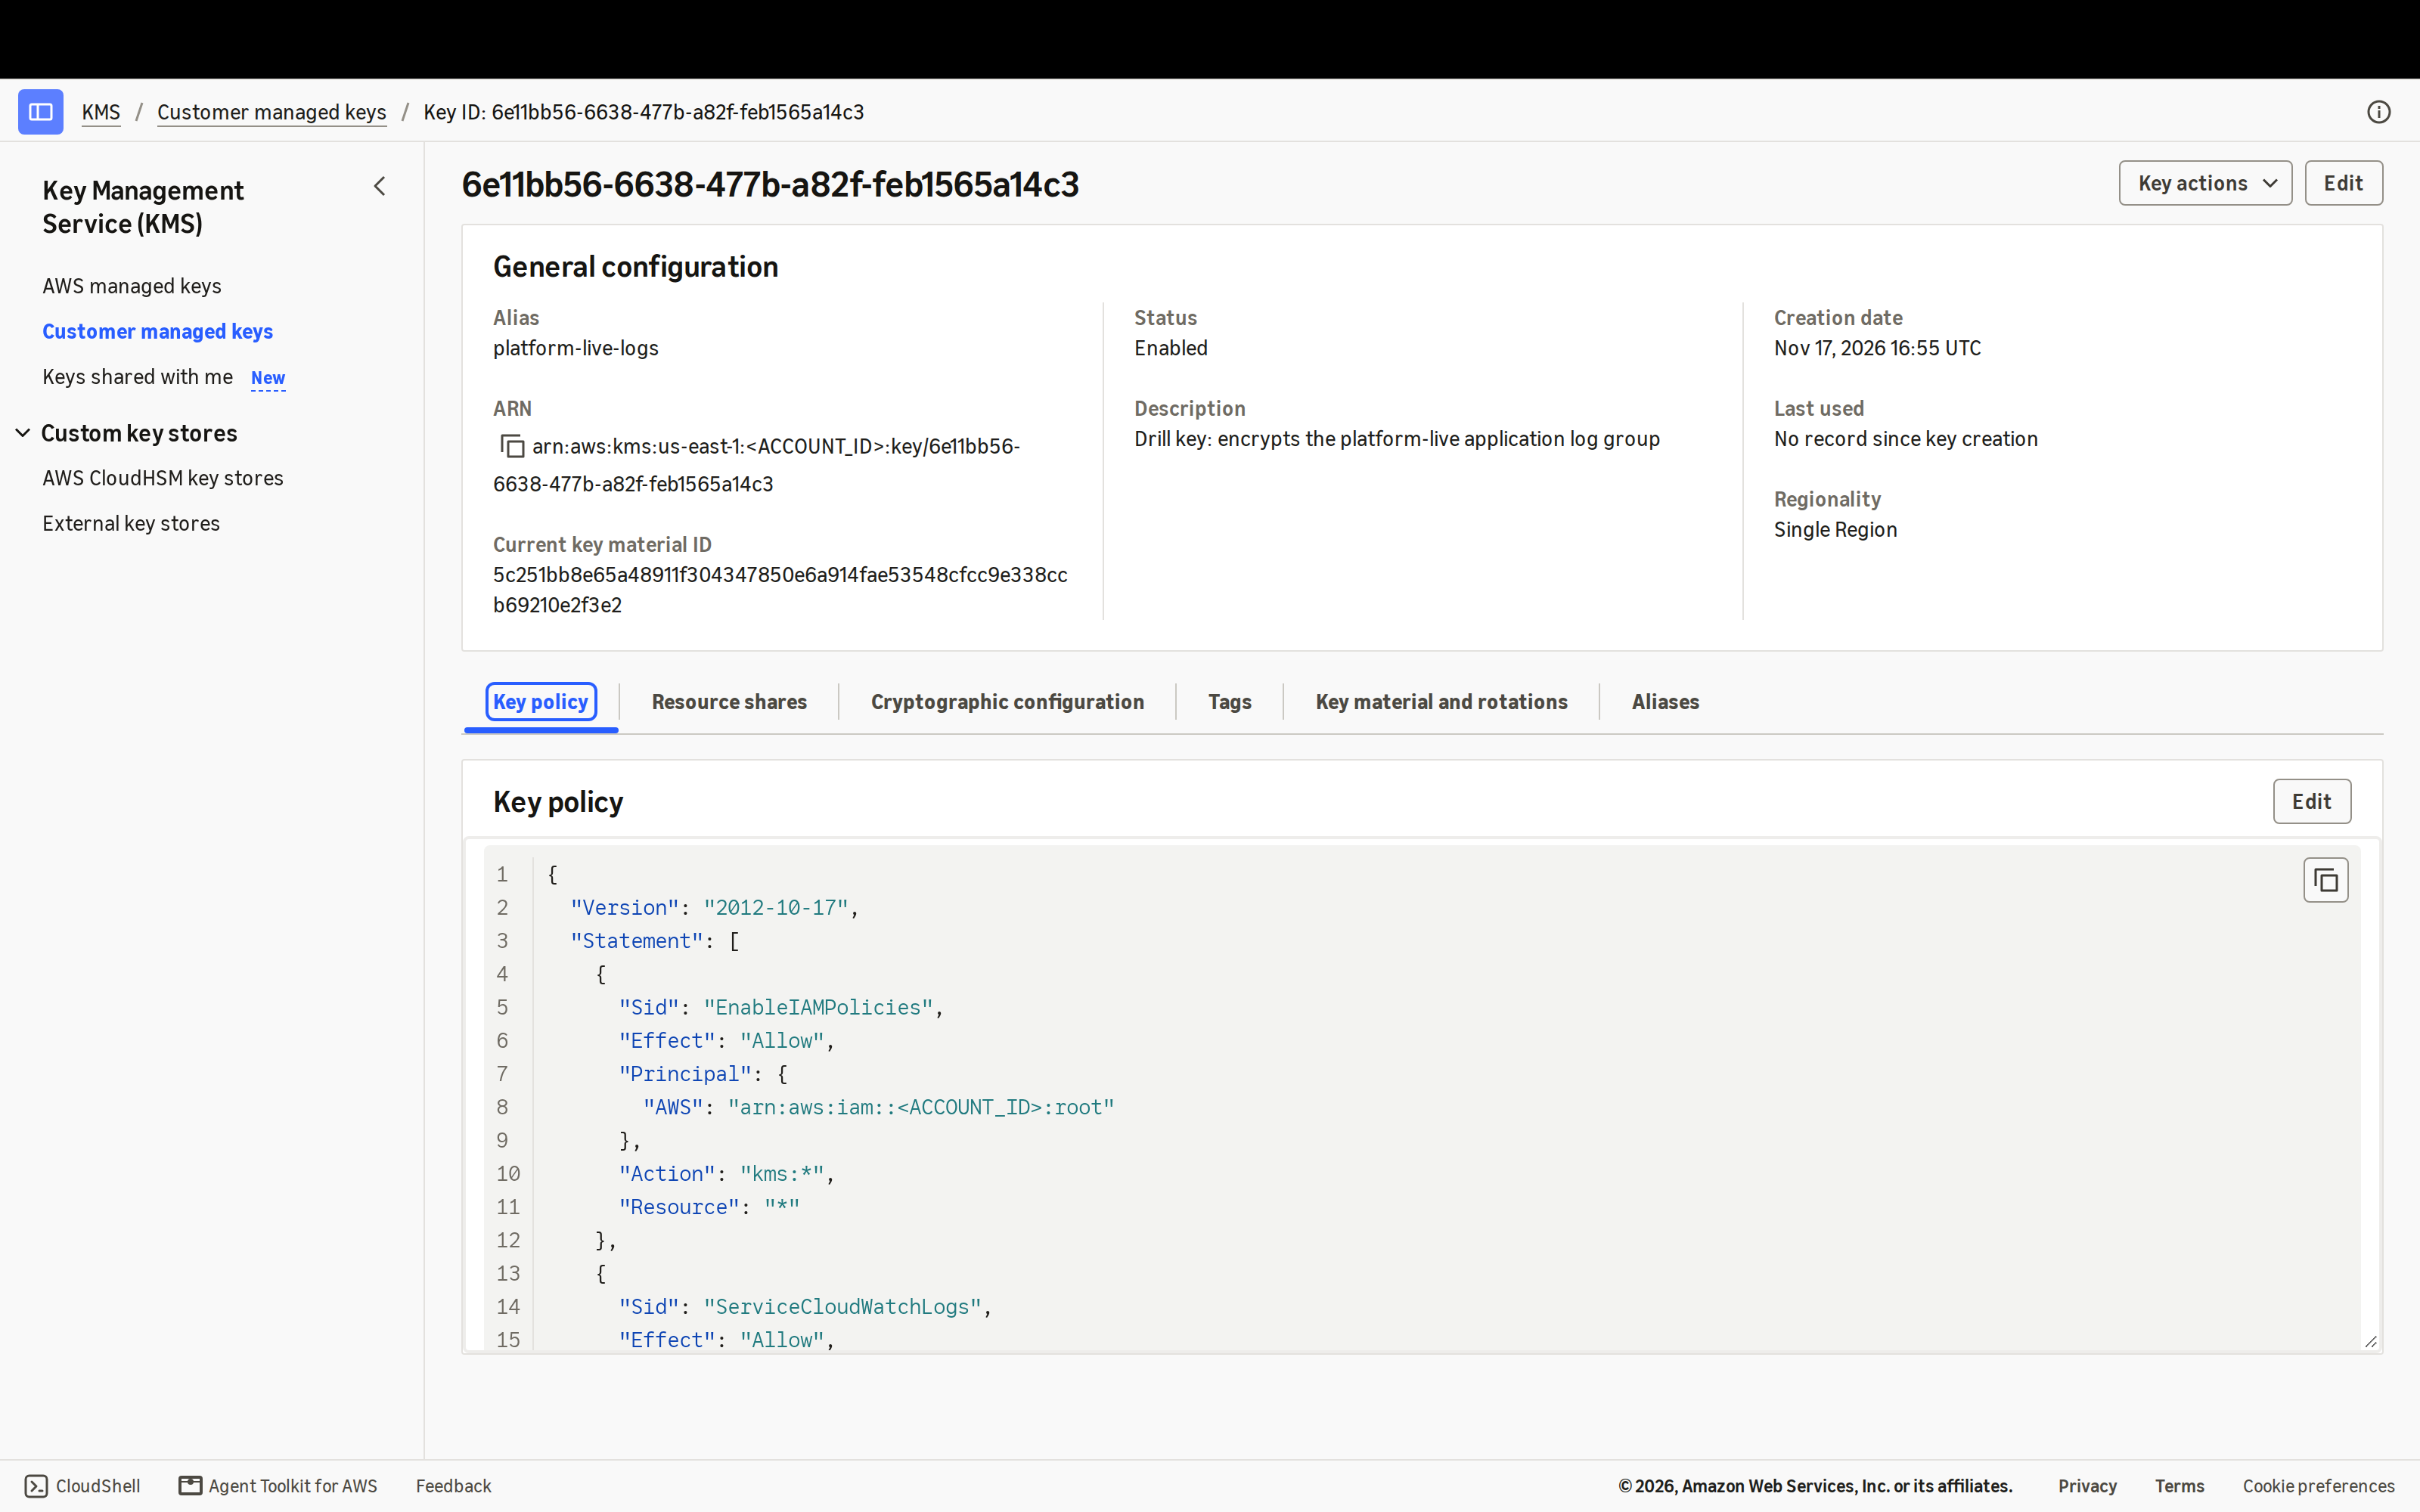 KMS / Customer managed keys / Key ID: 6e11bb56-6638-477b-a82f-feb1565a14c3
Key Management
Service (KMS)
AWS managed keys
Customer managed keys
Keys shared with me New
Custom key stores
AWS CloudHSM key stores
External key stores
6e11bb56-6638-477b-a82f-feb1565a14c3
Key actions
Edit
General configuration
Alias
platform-live-logs
ARN
arn:aws:kms:us-east-1:<ACCOUNT_ID>:key/6e11bb56-
6638-477b-a82f-feb1565a14c3
Current key material ID
5c251bb8e65a48911f304347850e6a914fae53548cfcc9e338cc
b69210e2f3e2
Status
Enabled
Description
Drill key: encrypts the platform-live application log group
Creation date
Nov 17, 2026 16:55 UTC
Last used
No record since key creation
Regionality
Single Region
Key policy
Resource shares
Cryptographic configuration
Tags
Key material and rotations
Aliases
Key policy
Edit
1 {
2 "Version": "2012-10-17",
3 "Statement": [
4 {
5 "Sid": "EnableIAMPolicies",
6 "Effect": "Allow",
7 "Principal": {
8 "AWS": "arn:aws:iam::<ACCOUNT_ID>:root"
9 },
10 "Action": "kms:*",
11 "Resource": "*"
12 },
13 {
14 "Sid": "ServiceCloudWatchLogs",
15 "Effect": "Allow",
CloudShell
Agent Toolkit for AWS
Feedback
© 2026, Amazon Web Services, Inc. or its affiliates.
Privacy
Terms
Cookie preferences